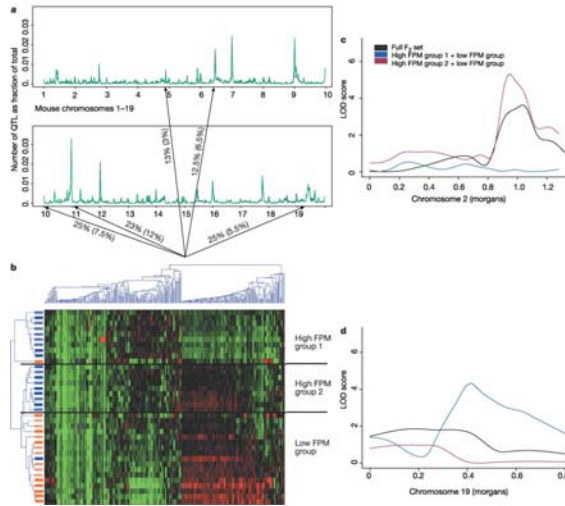 a
Number of QTL as fraction of total
0. 0.01 0.02 0.03
1 2 3 4 5 6 7 8 9 10
Mouse chromosomes 1–19
0. 0.01 0.02 0.03
10 11 12 13 14 15 16 17 18 19
25% (7.5%)
23% (12%)
13% (3%)
12.5% (6.5%)
25% (5.5%)
b
High FPM
group 1
High FPM
group 2
Low FPM
group
c
Full F2 set
High FPM group 1 + low FPM group
High FPM group 2 + low FPM group
LOD score
0 2 4 6
0 0.4 0.8 1.0 1.2
Chromosome 2 (morgans)
d
LOD score
0 2 4 6
0 0.2 0.4 0.6 0.8
Chromosome 19 (morgans)